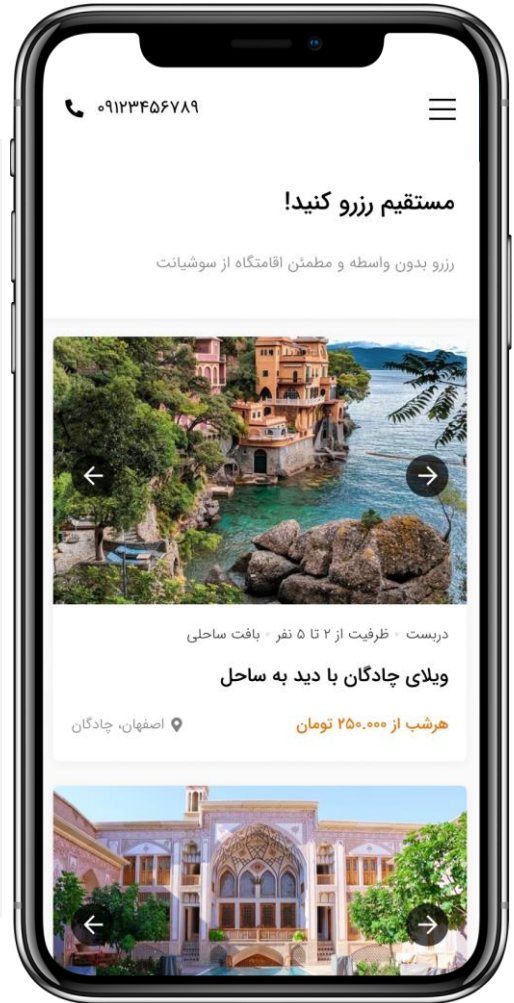 ۰۹۱۲۳۴۵۶۷۸۹
مستقیم رزرو کنید!
رزرو بدون واسطه و مطمئن اقامتگاه از سوشیانت
دربست ظرفیت از ۲ تا ۵ نفر بافت ساحلی
ویلای چادگان با دید به ساحل
هرشب از ۲۵۰.۰۰۰ تومان اصفهان، چادگان